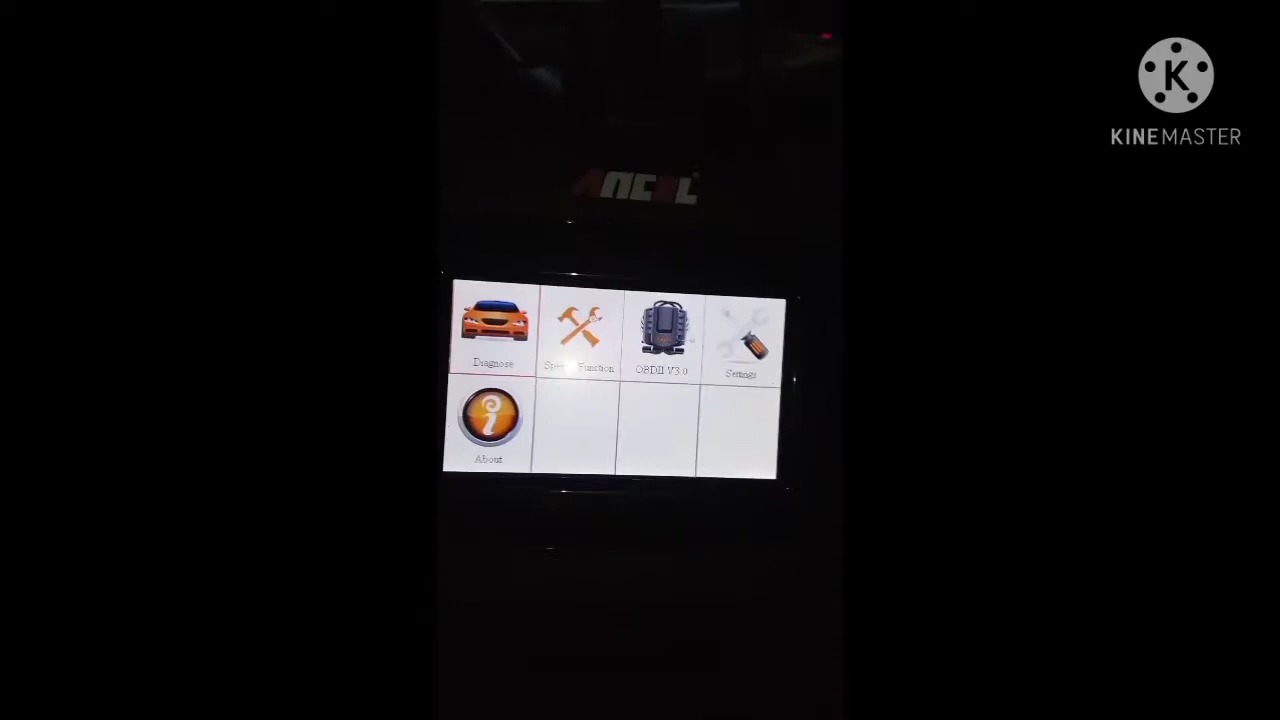 KINEMASTER
ANCEL
Diagnose
Function
OBDII V3.0
Settings
About